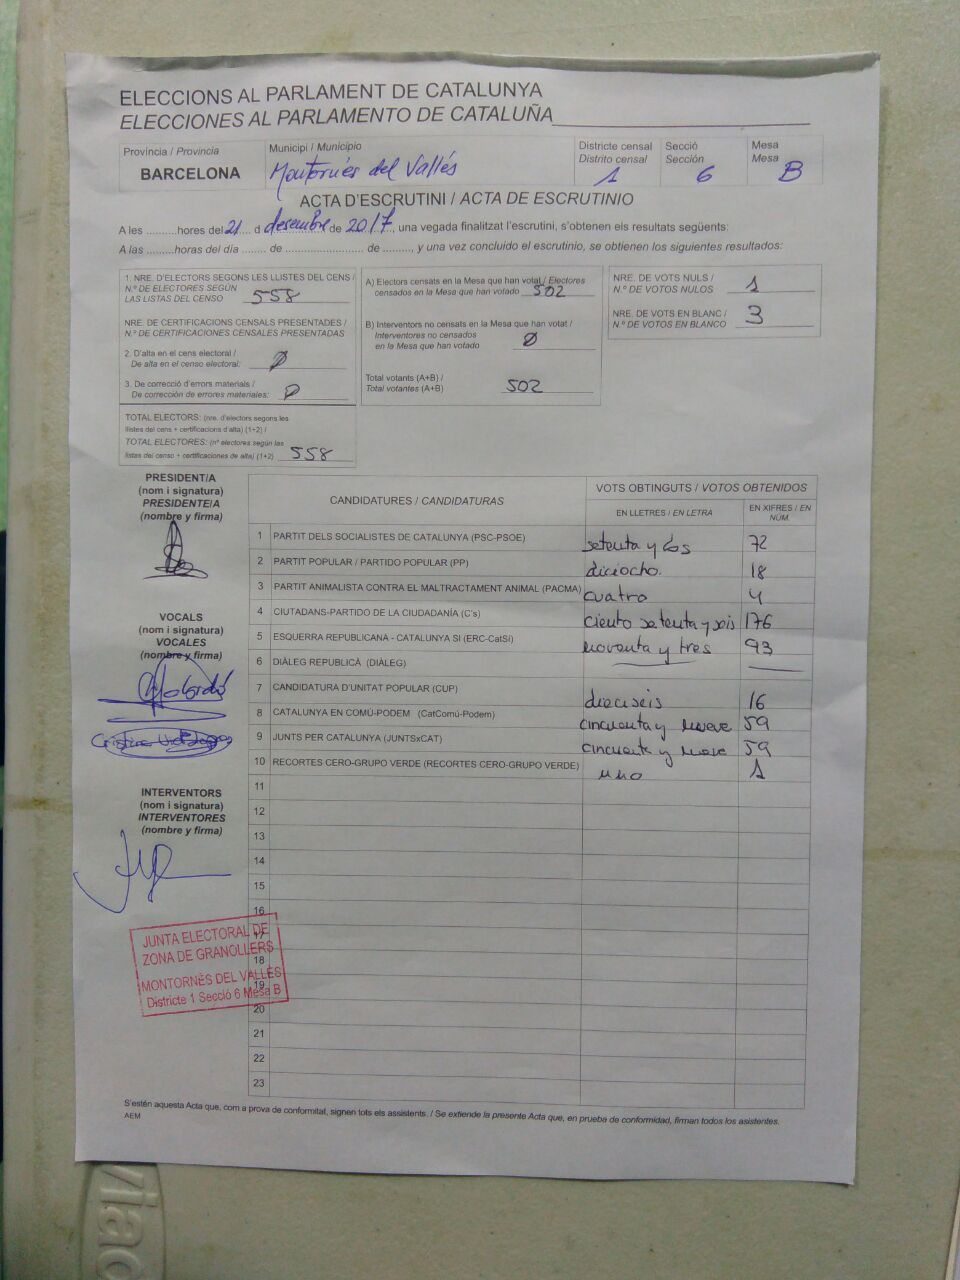 ELECCIONS AL PARLAMENT DE CATALUNYA
ELECCIONES AL PARLAMENTO DE CATALUÑA
Província / Provincia
BARCELONA
Municipi / Municipio
Montornés del Vallés
Districte censal
Distrito censal
1
Secció
Sección
6
Mesa
Mesa
B
ACTA D'ESCRUTINI / ACTA DE ESCRUTINIO
A les .........hores del 21 d desembre de 2017, una vegada finalitzat l'escrutini, s'obtenen els resultats següents:
A las .........horas del día ....... de ........................ de ........, y una vez concluido el escrutinio, se obtienen los siguientes resultados:
1. NRE. D'ELECTORS SEGONS LES LLISTES DEL CENS /
N.º DE ELECTORES SEGÚN
LAS LISTAS DEL CENSO 558
NRE. DE CERTIFICACIONS CENSALS PRESENTADES /
N.º DE CERTIFICACIONES CENSALES PRESENTADAS
2. D'alta en el cens electoral /
De alta en el censo electoral: 0
3. De correcció d'errors materials /
De corrección de errores materiales: 0
TOTAL ELECTORS: (nre. d'electors segons les
llistes del cens + certificacions d'alta) (1+2) /
TOTAL ELECTORES: (nº electores según las
listas del censo + certificaciones de alta) (1+2) 558
A) Electors censats en la Mesa que han votat / Electores
censados en la Mesa que han votado 502
B) Interventors no censats en la Mesa que han votat /
Interventores no censados
en la Mesa que han votado 0
Total votants (A+B) /
Total votantes (A+B) 502
NRE. DE VOTS NULS /
N.º DE VOTOS NULOS 1
NRE. DE VOTS EN BLANC /
N.º DE VOTOS EN BLANCO 3
PRESIDENT/A
(nom i signatura)
PRESIDENTE/A
(nombre y firma)
VOCALS
(nom i signatura)
VOCALES
(nombre y firma)
INTERVENTORS
(nom i signatura)
INTERVENTORES
(nombre y firma)
CANDIDATURES / CANDIDATURAS
VOTS OBTINGUTS / VOTOS OBTENIDOS
EN LLETRES / EN LETRA
EN XIFRES / EN NÚM.
1 PARTIT DELS SOCIALISTES DE CATALUNYA (PSC-PSOE) setenta y dos 72
2 PARTIT POPULAR / PARTIDO POPULAR (PP) dieciocho. 18
3 PARTIT ANIMALISTA CONTRA EL MALTRACTAMENT ANIMAL (PACMA) cuatro 4
4 CIUTADANS-PARTIDO DE LA CIUDADANÍA (C's) ciento setenta y seis 176
5 ESQUERRA REPUBLICANA - CATALUNYA SI (ERC-CatSí) noventa y tres 93
6 DIÀLEG REPUBLICÀ (DIÀLEG)
7 CANDIDATURA D'UNITAT POPULAR (CUP) dieciseis 16
8 CATALUNYA EN COMÚ-PODEM (CatComú-Podem) cincuenta y nueve 59
9 JUNTS PER CATALUNYA (JUNTSxCAT) cincuenta y nueve 59
10 RECORTES CERO-GRUPO VERDE (RECORTES CERO-GRUPO VERDE) uno 1
11
12
13
14
15
16
17
18
19
20
21
22
23
JUNTA ELECTORAL DE
ZONA DE GRANOLLERS
MONTORNÈS DEL VALLÈS
Districte 1 Secció 6 Mesa B
S'estén aquesta Acta que, com a prova de conformitat, signen tots els assistents. / Se extiende la presente Acta que, en prueba de conformidad, firman todos los asistentes.
AEM